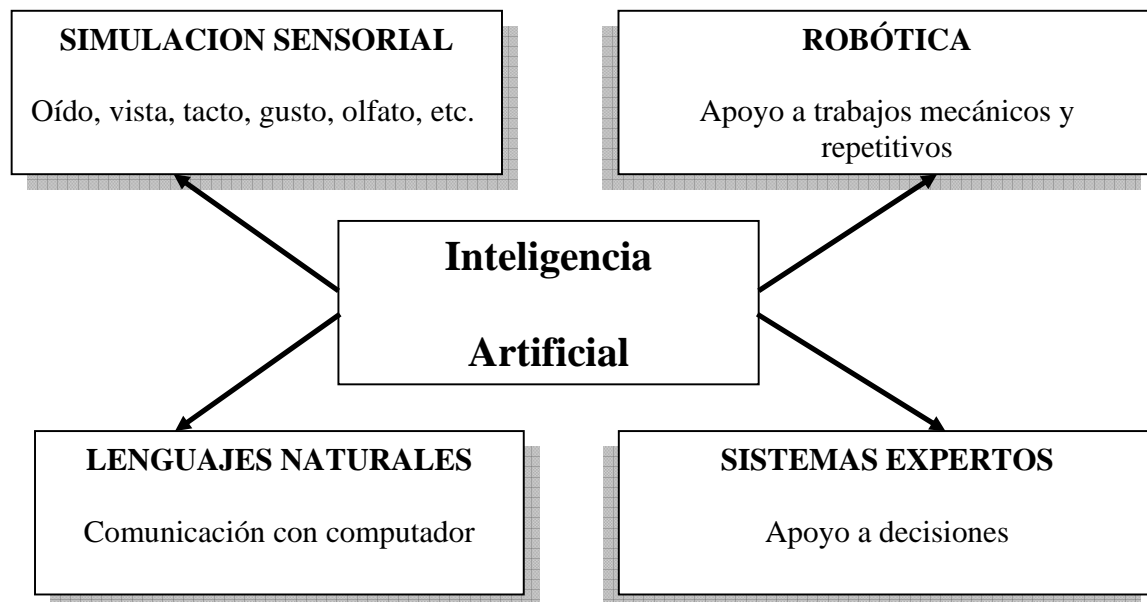 SIMULACION SENSORIAL
Oído, vista, tacto, gusto, olfato, etc.
ROBÓTICA
Apoyo a trabajos mecánicos y
repetitivos
Inteligencia
Artificial
LENGUAJES NATURALES
Comunicación con computador
SISTEMAS EXPERTOS
Apoyo a decisiones